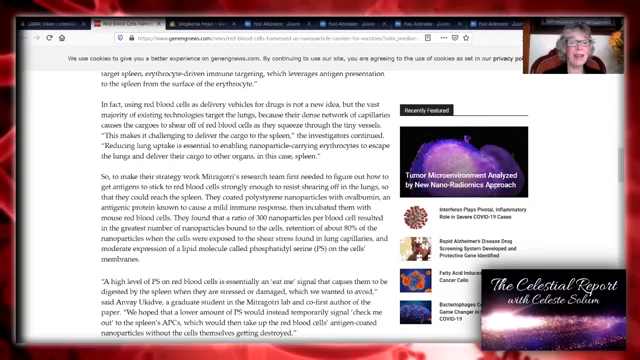 Red Blood Cells Harn
https://www.genengnews.com/news/red-blood-cells-harnessed-as-nanoparticle-carrier-for-vaccines/
We use cookies to give you a better experience on genengnews.com. By continuing to use our site, you are agreeing to the use of cookies as set in our privacy
target spleen, erythrocyte-driven immune targeting, which leverages antigen presentation
to the spleen from the surface of the erythrocyte."
In fact, using red blood cells as delivery vehicles for drugs is not a new idea, but the vast
majority of existing technologies target the lungs, because their dense network of capillaries
causes the cargoes to shear off of red blood cells as they squeeze through the tiny vessels.
"This makes it challenging to deliver the cargo to the spleen," the investigators continued.
"Reducing lung uptake is essential to enabling nanoparticle-carrying erythrocytes to escape
the lungs and deliver their cargo to other organs, in this case, spleen."
So, to make their strategy work Mitragotri's research team first needed to figure out how to
get antigens to stick to red blood cells strongly enough to resist shearing off in the lungs, so
that they could reach the spleen. They coated polystyrene nanoparticles with ovalbumin, an
antigenic protein known to cause a mild immune response, then incubated them with
mouse red blood cells. They found that a ratio of 300 nanoparticles per blood cell resulted
in the greatest number of nanoparticles bound to the cells, retention of about 80% of the
nanoparticles when the cells were exposed to the shear stress found in lung capillaries, and
moderate expression of a lipid molecule called phosphatidyl serine (PS) on the cells'
membranes.
"A high level of PS on red blood cells is essentially an 'eat me' signal that causes them to be
digested by the spleen when they are stressed or damaged, which we wanted to avoid,"
said Anvay Ukidve, a graduate student in the Mitragotri lab and co-first author of the
paper. "We hoped that a lower amount of PS would instead temporarily signal 'check me
out' to the spleen's APCs, which would then take up the red blood cells' antigen-coated
nanoparticles without the cells themselves getting destroyed."
Recently Featured
Tumor Microenvironment Analyzed
by New Nano-Radiomics Approach
Interferon Plays Pivotal, Inflammatory
Role in Severe COVID-19 Cases
Rapid Alzheimer's Disease Drug
Screening System Developed and
Protective Gene Identified
Fatty Acid Induced
Cancer Cells
Bacteriophages Co
Game Changer in
COVID-19
The Celestial Report
with Celeste Solum